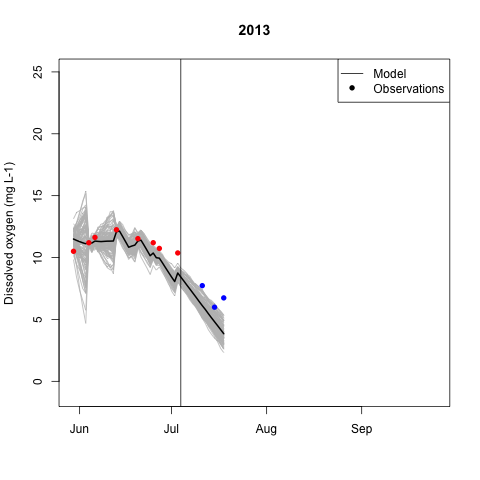 2013
Model
Observations
Dissolved oxygen (mg L-1)
25
20
15
10
5
0
Jun
Jul
Aug
Sep